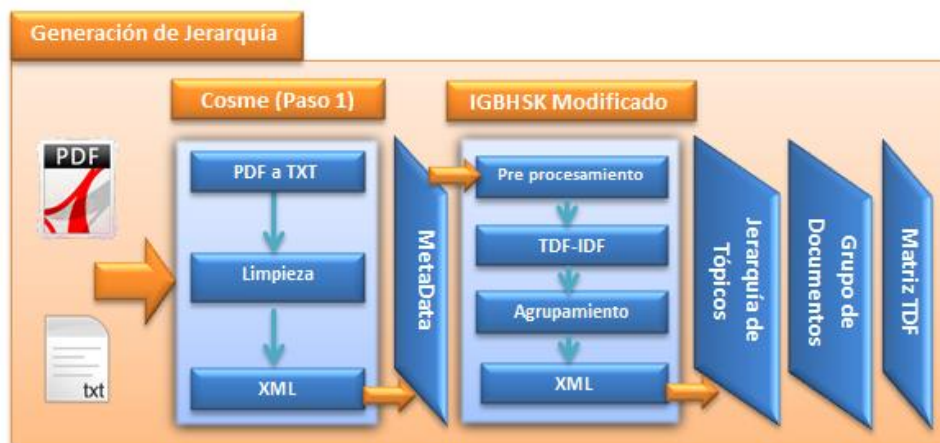 Generación de Jerarquía
Cosme (Paso 1)
IGBHSK Modificado
PDF
txt
PDF a TXT
Limpieza
XML
MetaData
Pre procesamiento
TDF-IDF
Agrupamiento
XML
Jerarquía de
Tópicos
Grupo de
Documentos
Matriz TDF